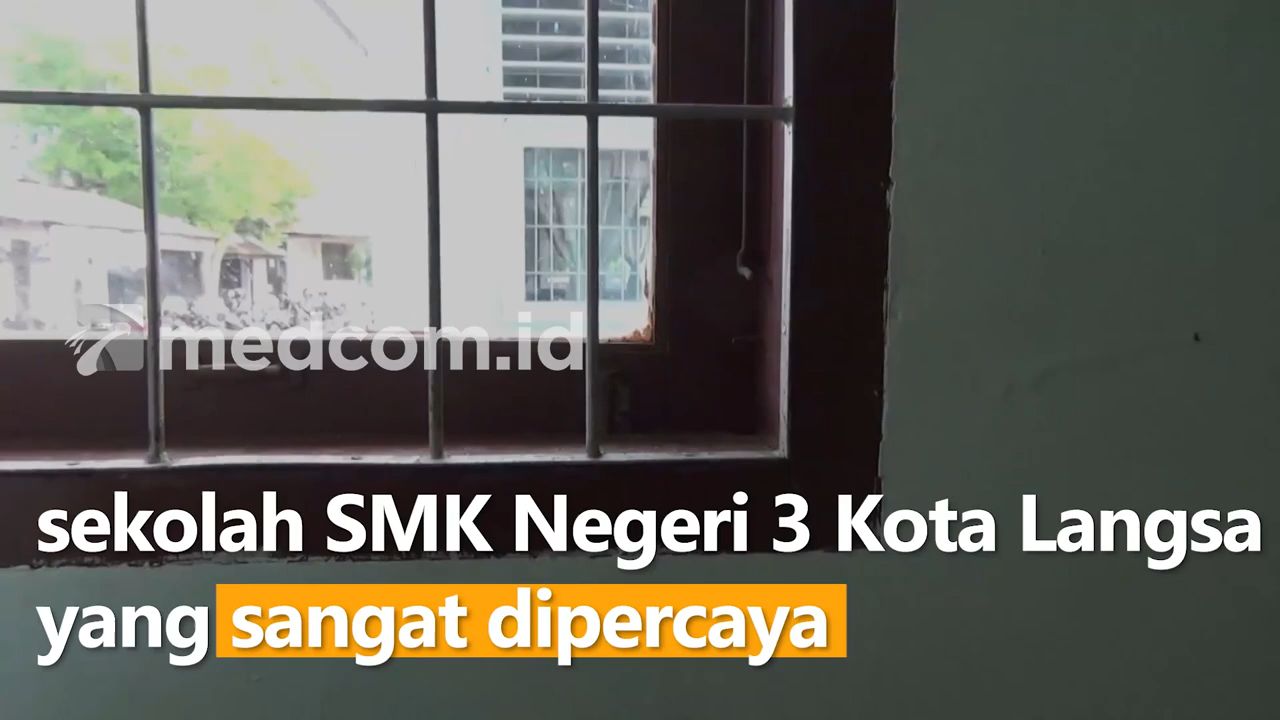 medcom.id
sekolah SMK Negeri 3 Kota Langsa
yang sangat dipercaya